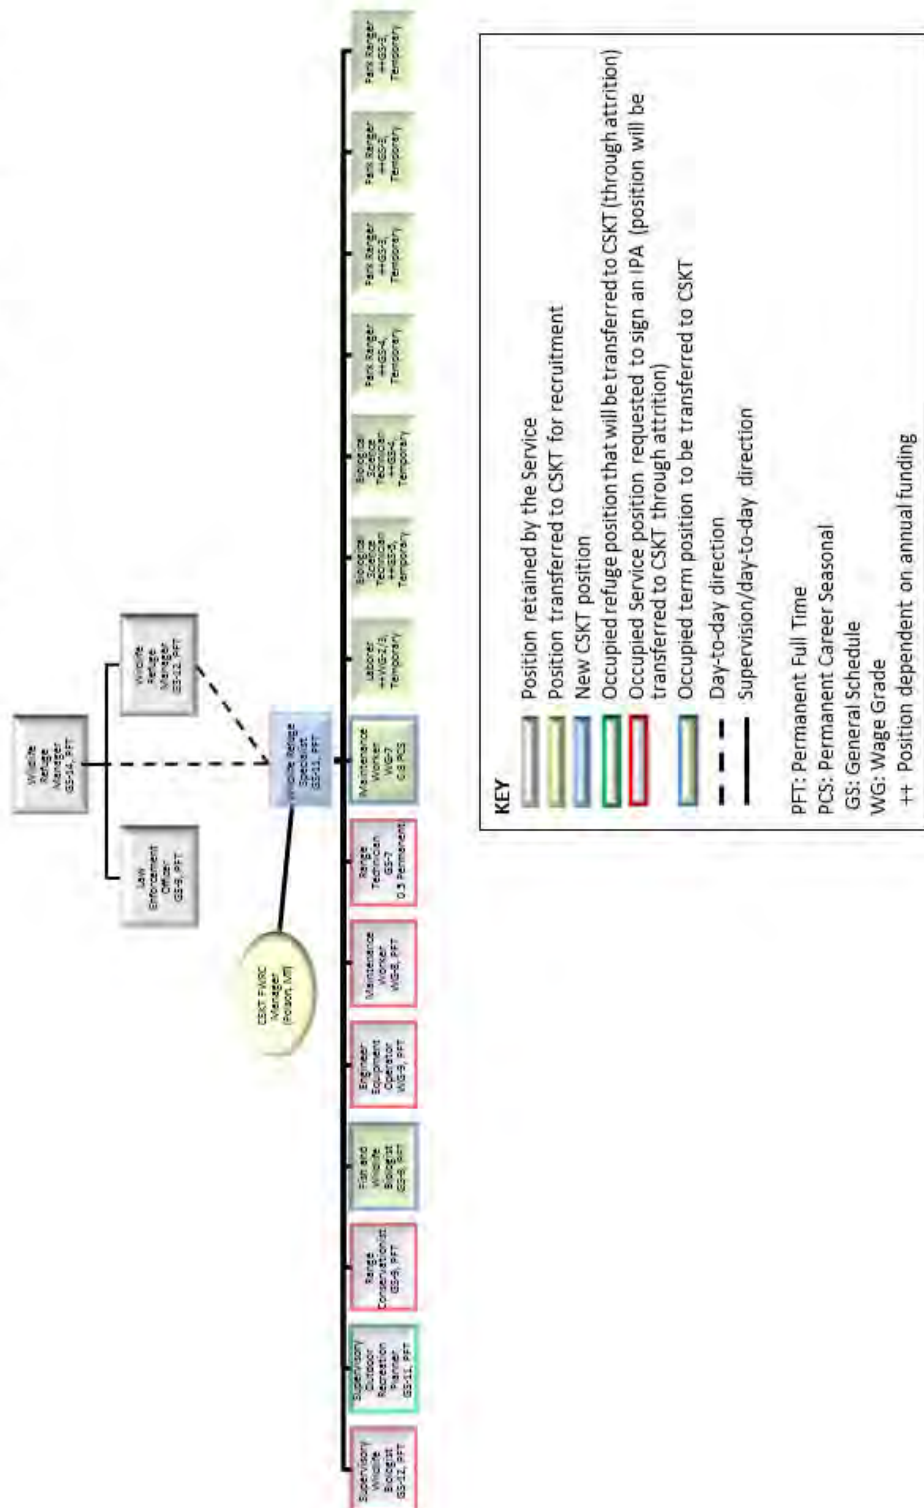 Wildlife
Refuge
Manager
GS-14, PFT
Law
Enforcement
Officer
GS-9, PFT
Wildlife
Refuge
Manager
GS-12, PFT
CSKT FWRC
Manager
(Polson, MT)
Wildlife Refuge
Specialist
GS-11, PFT
Supervisory
Wildlife
Biologist
GS-12, PFT
Supervisory
Outdoor
Recreation
Planner
GS-11, PFT
Range
Conservationist
GS-9, PFT
Fish and
Wildlife
Biologist
GS-9, PFT
Engineer
Equipment
Operator
WG-9, PFT
Maintenance
Worker
WG-8, PFT
Range
Technician
GS-7
0.5 Permanent
Maintenance
Worker
WG-7
0.8 PCS
Laborer
++WG-2/3,
Temporary
Biological
Science
Technician
++GS-5,
Temporary
Biological
Science
Technician
++GS-4,
Temporary
Park Ranger
++GS-4,
Temporary
Park Ranger
++GS-3,
Temporary
Park Ranger
++GS-3,
Temporary
Park Ranger
++GS-3,
Temporary
KEY
Position retained by the Service
Position transferred to CSKT for recruitment
New CSKT position
Occupied refuge position that will be transferred to CSKT (through attrition)
Occupied Service position requested to sign an IPA (position will be
transferred to CSKT through attrition)
Occupied term position to be transferred to CSKT
Day-to-day direction
Supervision/day-to-day direction
PFT: Permanent Full Time
PCS: Permanent Career Seasonal
GS: General Schedule
WG: Wage Grade
++ Position dependent on annual funding